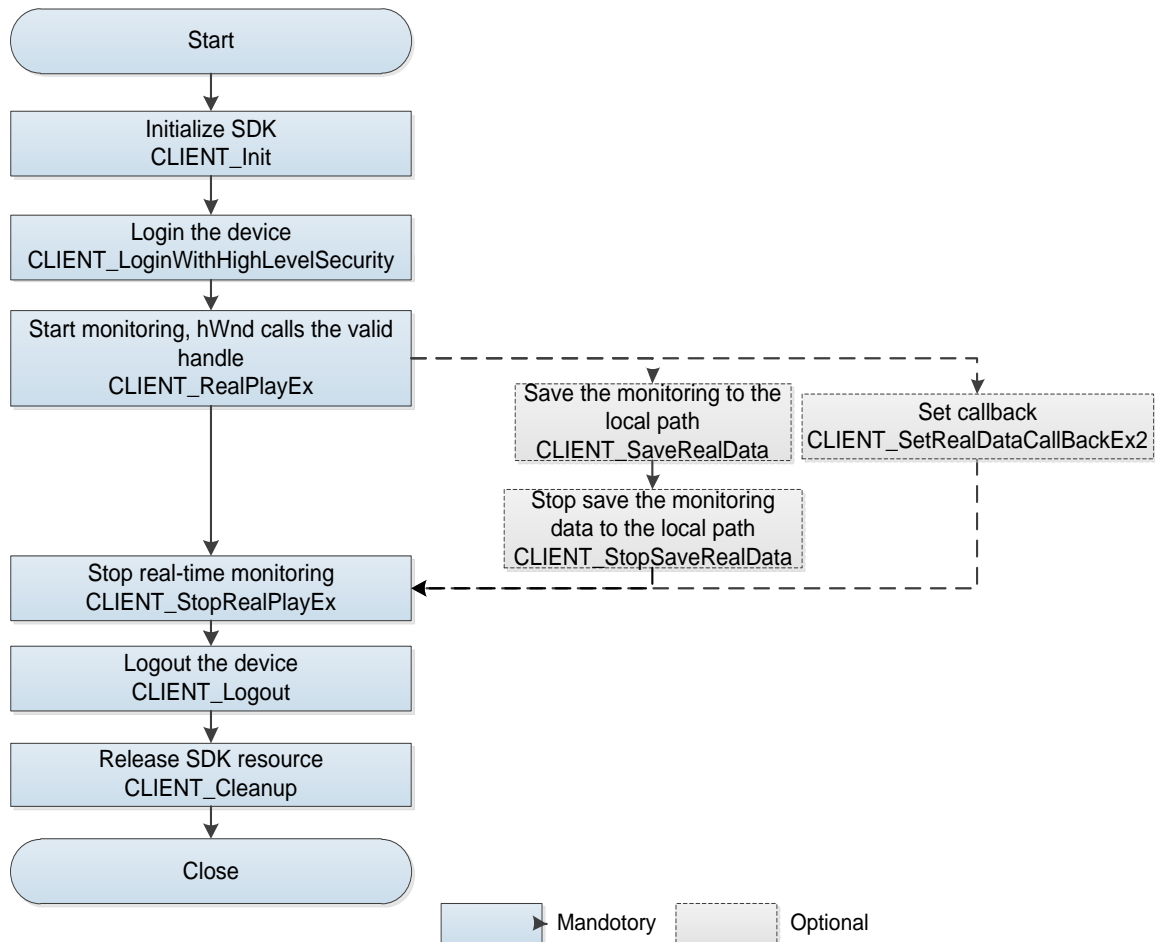 Start
Initialize SDK
CLIENT_Init
Login the device
CLIENT_LoginWithHighLevelSecurity
Start monitoring, hWnd calls the valid
handle
CLIENT_RealPlayEx
Save the monitoring to the
local path
CLIENT_SaveRealData
Set callback
CLIENT_SetRealDataCallBackEx2
Stop save the monitoring
data to the local path
CLIENT_StopSaveRealData
Stop real-time monitoring
CLIENT_StopRealPlayEx
Logout the device
CLIENT_Logout
Release SDK resource
CLIENT_Cleanup
Close
Mandotory
Optional